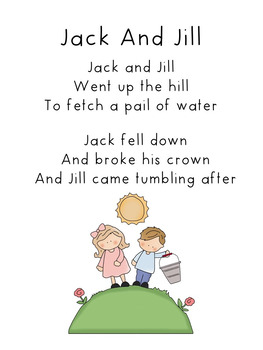 Jack And Jill
Jack and Jill
Went up the hill
To fetch a pail of water
Jack fell down
And broke his crown
And Jill came tumbling after